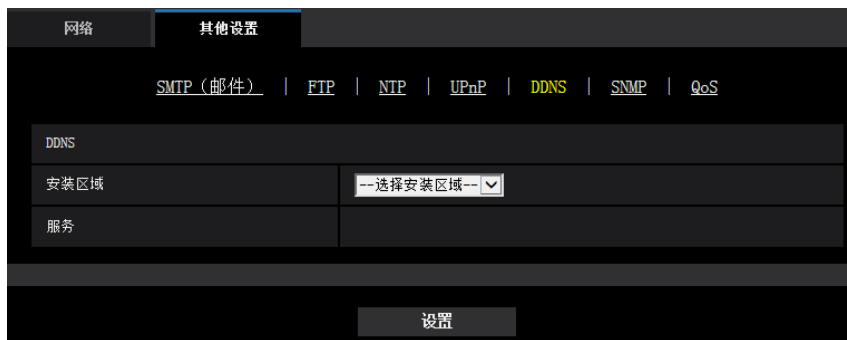 网络 其他设置
SMTP（邮件） | FTP | NTP | UPnP | DDNS | SNMP | QoS
DDNS
安装区域 --选择安装区域--
服务
设置